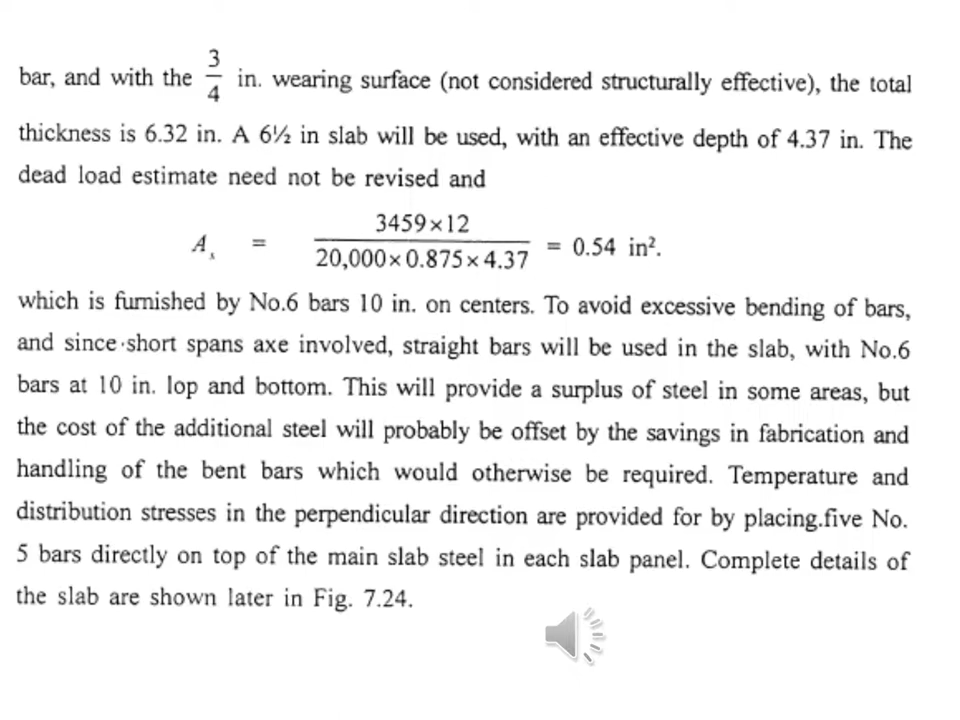 bar, and with the 3/4 in. wearing surface (not considered structurally effective), the total
thickness is 6.32 in. A 6½ in slab will be used, with an effective depth of 4.37 in. The
dead load estimate need not be revised and
A_s = (3459×12)/(20,000×0.875×4.37) = 0.54 in².
which is furnished by No.6 bars 10 in. on centers. To avoid excessive bending of bars,
and since·short spans axe involved, straight bars will be used in the slab, with No.6
bars at 10 in. lop and bottom. This will provide a surplus of steel in some areas, but
the cost of the additional steel will probably be offset by the savings in fabrication and
handling of the bent bars which would otherwise be required. Temperature and
distribution stresses in the perpendicular direction are provided for by placing.five No.
5 bars directly on top of the main slab steel in each slab panel. Complete details of
the slab are shown later in Fig. 7.24.